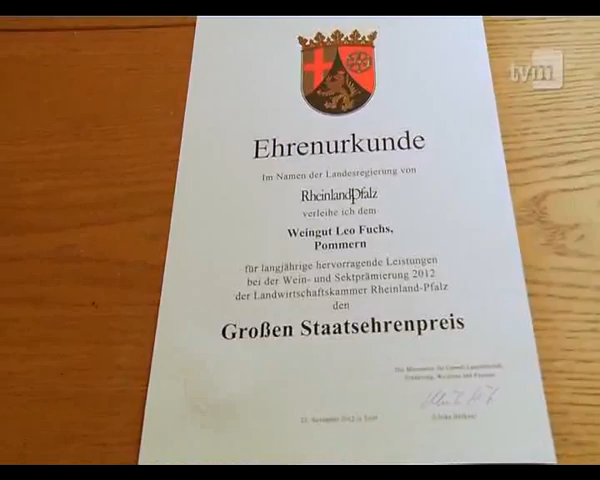 tvm
Ehrenurkunde
Im Namen der Landesregierung von
RheinlandPfalz
verleihe ich dem
Weingut Leo Fuchs,
Pommern
für langjährige hervorragende Leistungen
bei der Wein- und Sektprämierung 2012
der Landwirtschaftskammer Rheinland-Pfalz
den
Großen Staatsehrenpreis